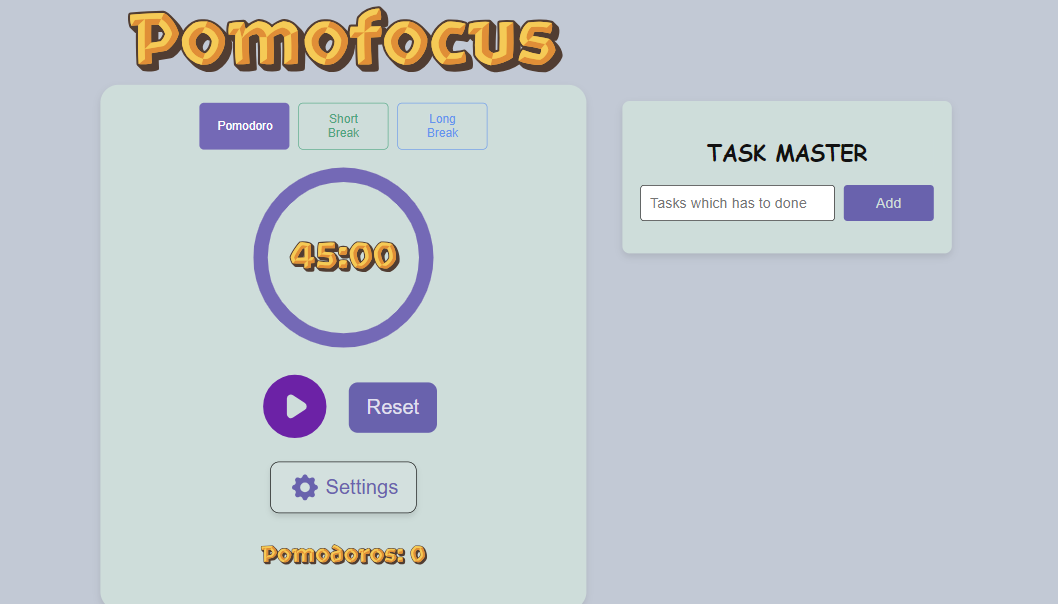 Pomofocus
Pomodoro
Short
Break
Long
Break
45:00
Reset
Settings
Pomodoros: 0
TASK MASTER
Tasks which has to done
Add